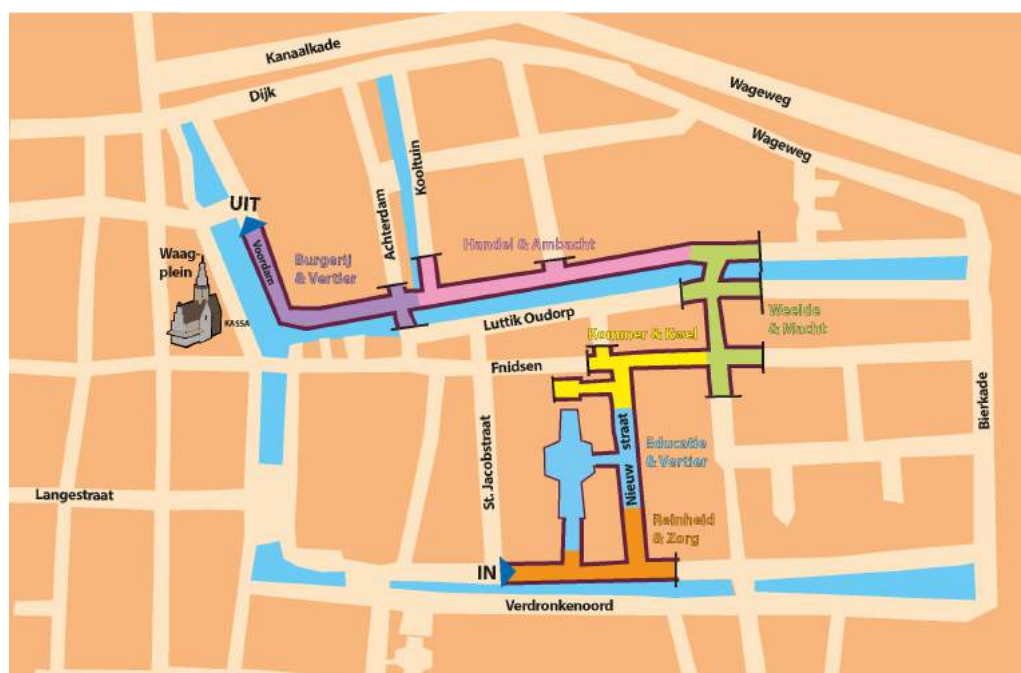 Kanaalkade
Dijk
Wageweg
Wageweg
Kooltuin
Achterdam
UIT
Voordam
Waag-
plein
KASSA
Burgerij
& Vertier
Handel & Ambacht
Luttik Oudorp
Weelde
& Macht
Kommer & Kwel
Fnidsen
Bierkade
St. Jacobstraat
Nieuw straat
Educatie
& Vertier
Langestraat
Reinheid
& Zorg
IN
Verdronkenoord